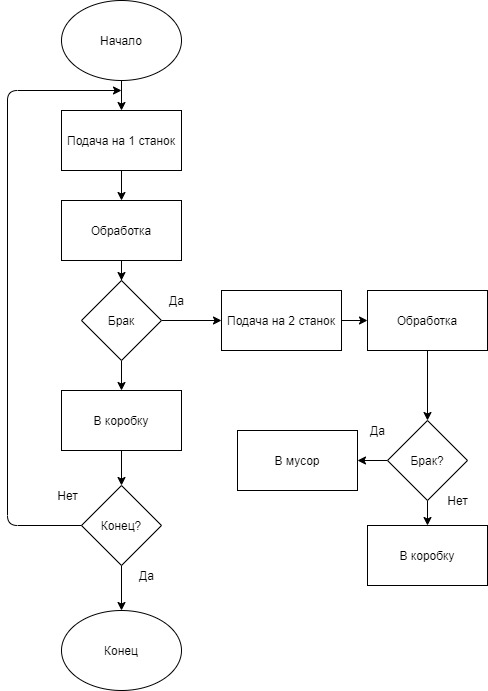 Начало
Подача на 1 станок
Обработка
Брак
Да
Подача на 2 станок
Обработка
В коробку
Да
В мусор
Брак?
Нет
Конец?
Нет
В коробку
Да
Конец